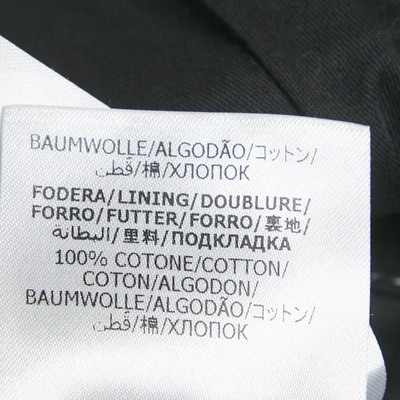 BAUMWOLLE/ALGODÃO/コットン/
قطن/棉/ХЛОПОК
FODERA/LINING/DOUBLURE/
FORRO/FUTTER/FORRO/裏地/
البطانة/里料/ПОДКЛАДКА
100% COTONE/COTTON/
COTON/ALGODON/
BAUMWOLLE/ALGODÃO/コットン/
قطن/棉/ХЛОПОК